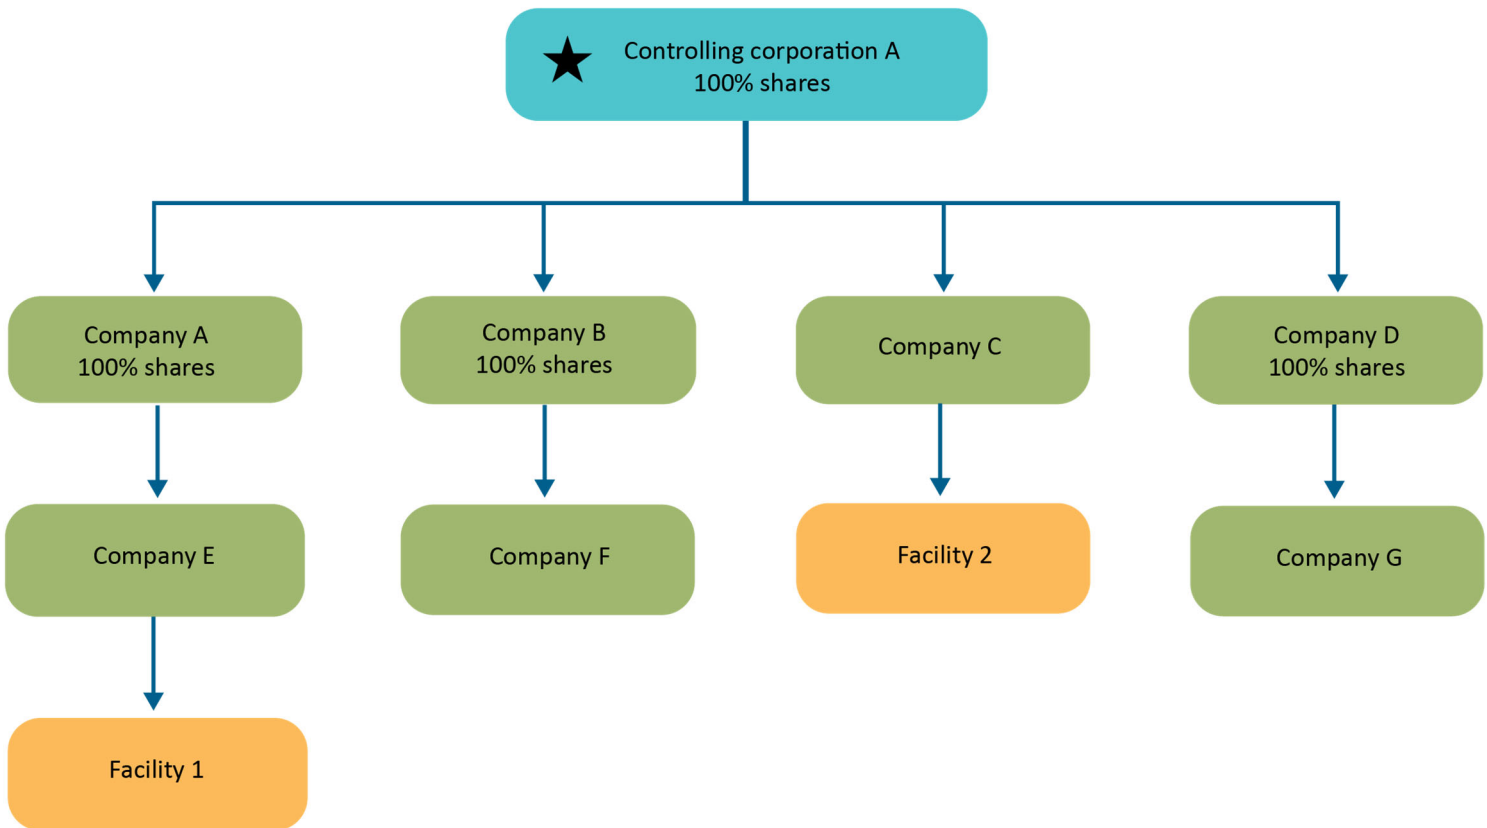 Controlling corporation A
100% shares
Company A
100% shares
Company B
100% shares
Company C
Company D
100% shares
Company E
Company F
Facility 2
Company G
Facility 1